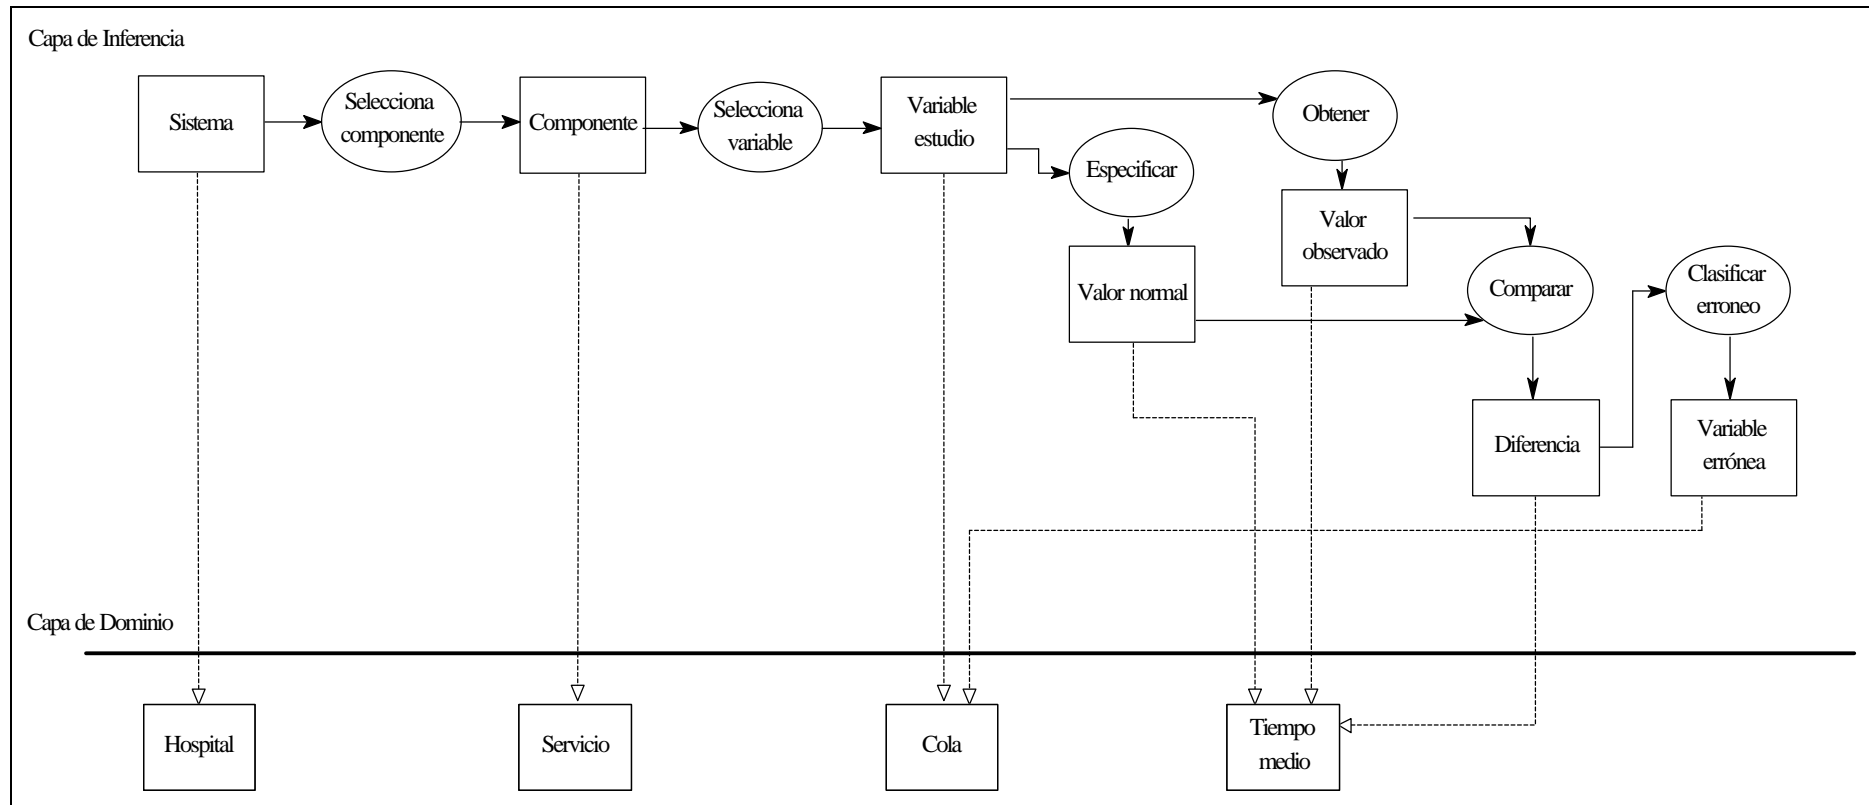 Capa de Inferencia
Sistema
Selecciona
componente
Componente
Selecciona
variable
Variable
estudio
Obtener
Especificar
Valor
observado
Valor normal
Comparar
Clasificar
erroneo
Diferencia
Variable
errónea
Capa de Dominio
Hospital
Servicio
Cola
Tiempo
medio